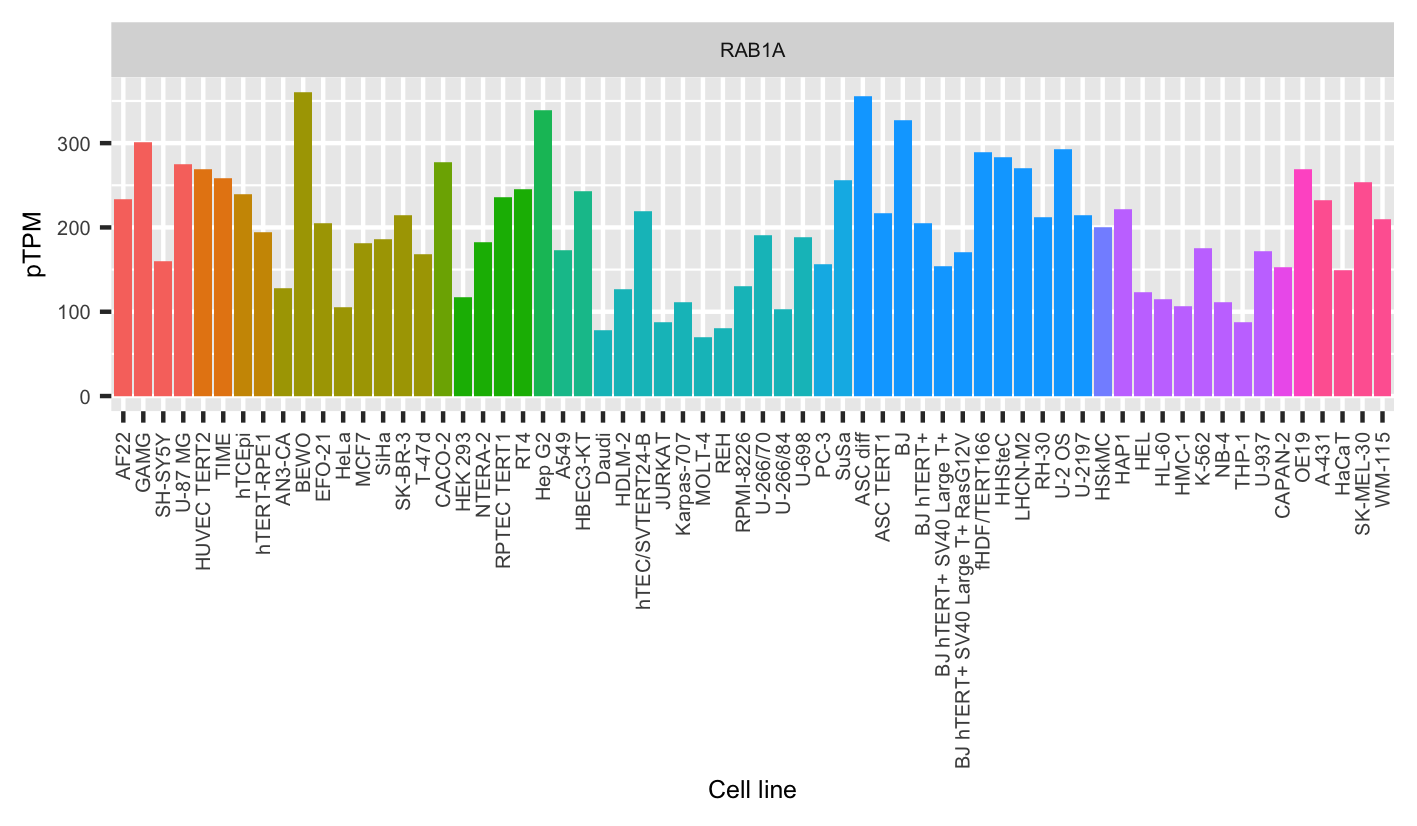 RAB1A
pTPM
300
200
100
0
AF22
GAMG
SH-SY5Y
U-87 MG
HUVEC TERT2
TIME
hTCEpi
hTERT-RPE1
AN3-CA
BEWO
EFO-21
HeLa
MCF7
SiHa
SK-BR-3
T-47d
CACO-2
HEK 293
NTERA-2
RPTEC TERT1
RT4
Hep G2
A549
HBEC3-KT
Daudi
HDLM-2
hTEC/SVTERT24-B
JURKAT
Karpas-707
MOLT-4
REH
RPMI-8226
U-266/70
U-266/84
U-698
PC-3
SuSa
ASC diff
ASC TERT1
BJ
BJ hTERT+
BJ hTERT+ SV40 Large T+
BJ hTERT+ SV40 Large T+ RasG12V
fHDF/TERT166
HHSteC
LHCN-M2
RH-30
U-2 OS
U-2197
HSkMC
HAP1
HEL
HL-60
HMC-1
K-562
NB-4
THP-1
U-937
CAPAN-2
OE19
A-431
HaCaT
SK-MEL-30
WM-115
Cell line